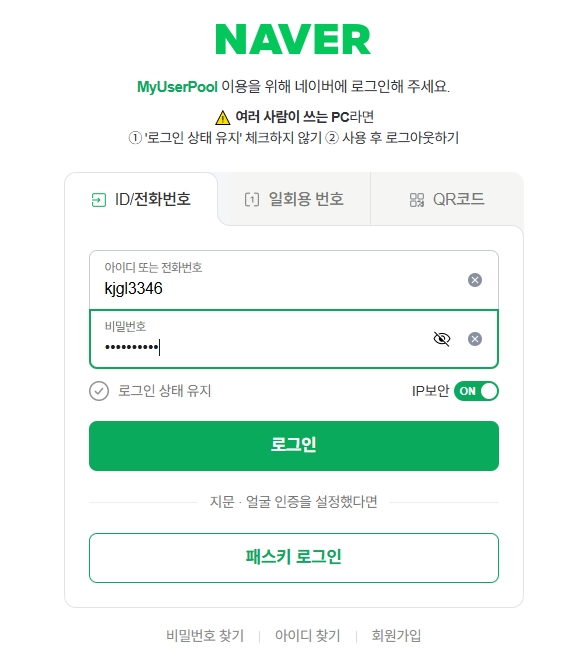 NAVER
MyUserPool 이용을 위해 네이버에 로그인해 주세요.
여러 사람이 쓰는 PC라면
① '로그인 상태 유지' 체크하지 않기 ② 사용 후 로그아웃하기
ID/전화번호
1 일회용 번호
QR코드
아이디 또는 전화번호
kjgl3346
비밀번호
••••••••••
로그인 상태 유지
IP보안 ON
로그인
지문 · 얼굴 인증을 설정했다면
패스키 로그인
비밀번호 찾기 | 아이디 찾기 | 회원가입